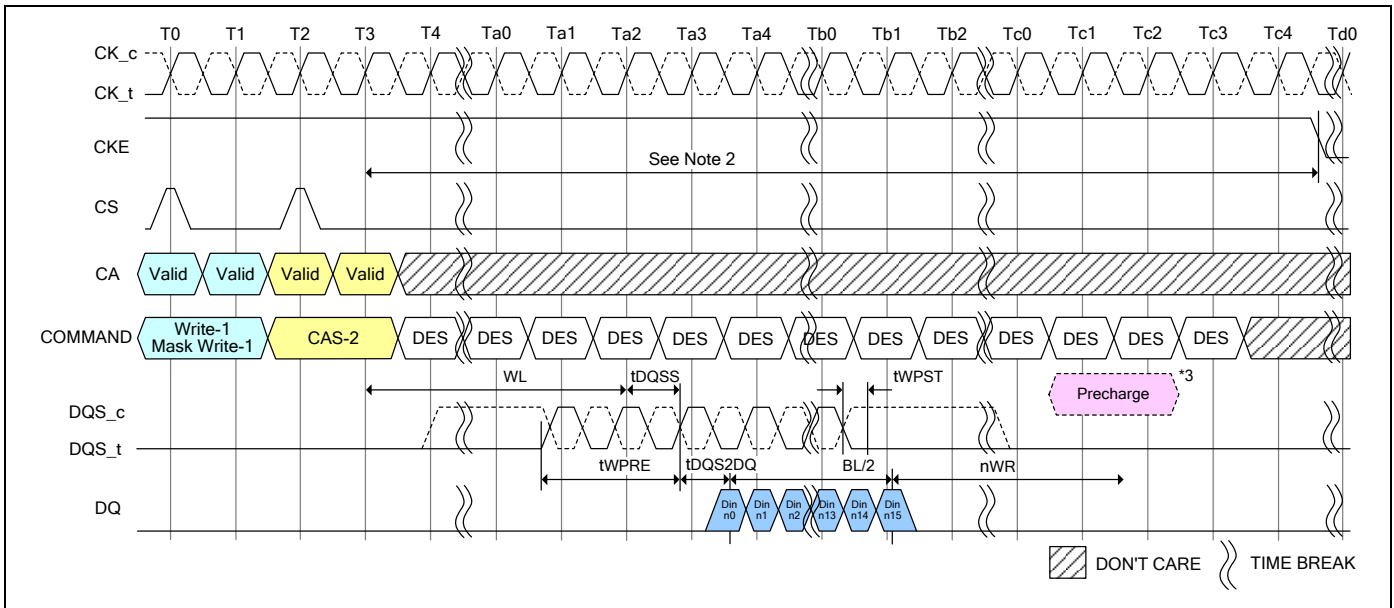 T0 T1 T2 T3 T4 Ta0 Ta1 Ta2 Ta3 Ta4 Tb0 Tb1 Tb2 Tc0 Tc1 Tc2 Tc3 Tc4 Td0
CK_c
CK_t
CKE
See Note 2
CS
CA Valid Valid Valid Valid
COMMAND Write-1 Mask Write-1 CAS-2 DES DES DES DES DES DES DES DES DES DES DES DES DES
WL tDQSS tWPST
Precharge *3
DQS_c
DQS_t
tWPRE tDQS2DQ BL/2 nWR
DQ Din n0 Din n1 Din n2 Din n13 Din n14 Din n15
DON'T CARE TIME BREAK